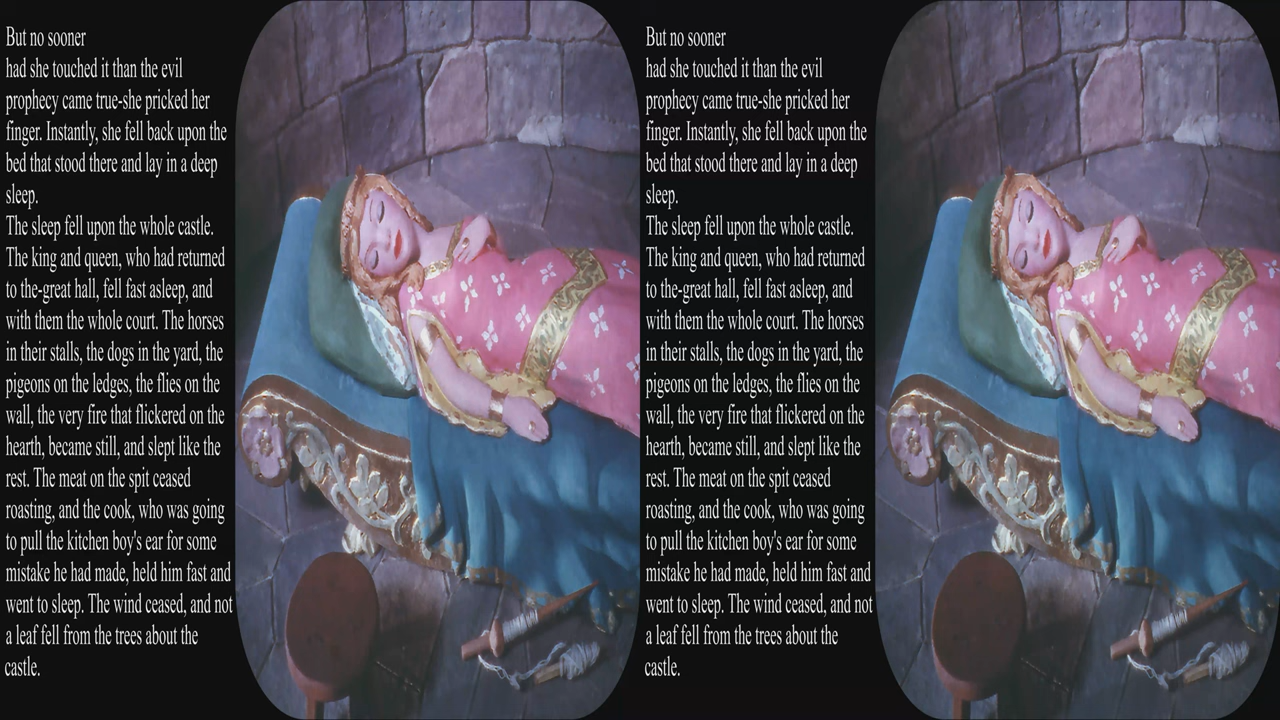 But no sooner
had she touched it than the evil
prophecy came true-she pricked her
finger. Instantly, she fell back upon the
bed that stood there and lay in a deep
sleep.
The sleep fell upon the whole castle.
The king and queen, who had returned
to the-great hall, fell fast asleep, and
with them the whole court. The horses
in their stalls, the dogs in the yard, the
pigeons on the ledges, the flies on the
wall, the very fire that flickered on the
hearth, became still, and slept like the
rest. The meat on the spit ceased
roasting, and the cook, who was going
to pull the kitchen boy's ear for some
mistake he had made, held him fast and
went to sleep. The wind ceased, and not
a leaf fell from the trees about the
castle.
But no sooner
had she touched it than the evil
prophecy came true-she pricked her
finger. Instantly, she fell back upon the
bed that stood there and lay in a deep
sleep.
The sleep fell upon the whole castle.
The king and queen, who had returned
to the-great hall, fell fast asleep, and
with them the whole court. The horses
in their stalls, the dogs in the yard, the
pigeons on the ledges, the flies on the
wall, the very fire that flickered on the
hearth, became still, and slept like the
rest. The meat on the spit ceased
roasting, and the cook, who was going
to pull the kitchen boy's ear for some
mistake he had made, held him fast and
went to sleep. The wind ceased, and not
a leaf fell from the trees about the
castle.